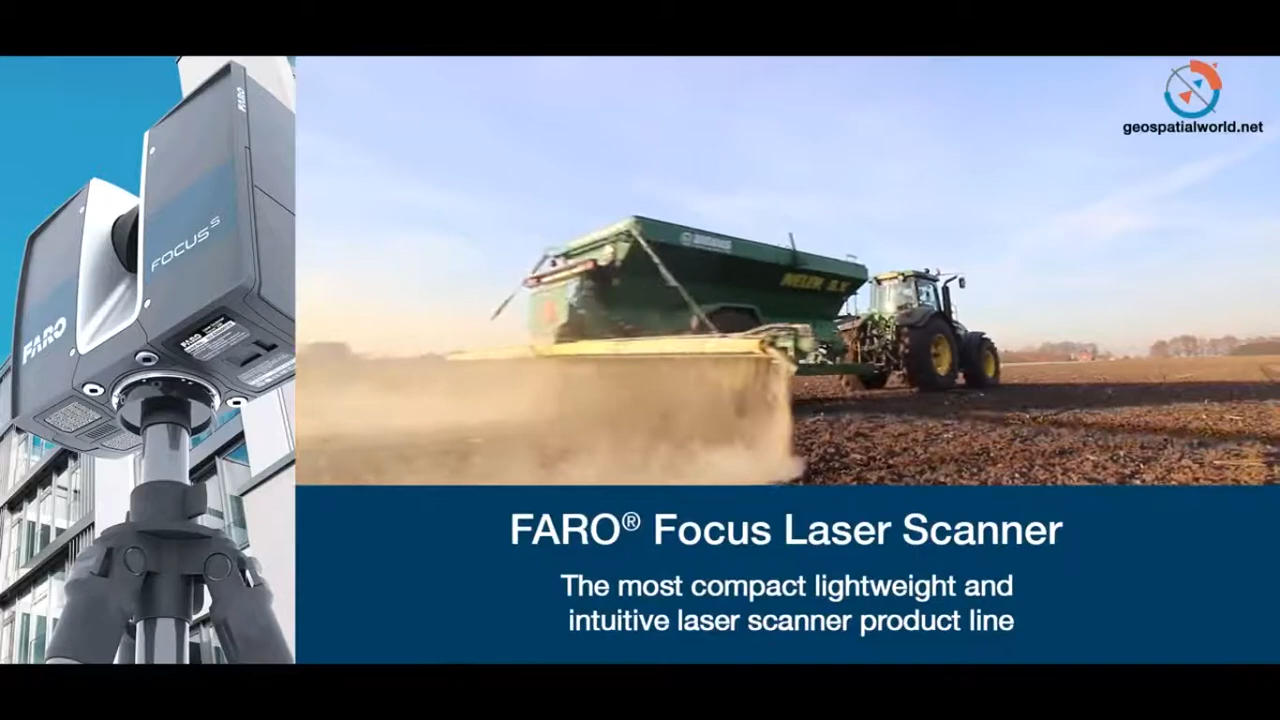 geospatialworld.net
FARO
FOCUS S
FARO
FARO
FARO® Focus Laser Scanner
The most compact lightweight and
intuitive laser scanner product line